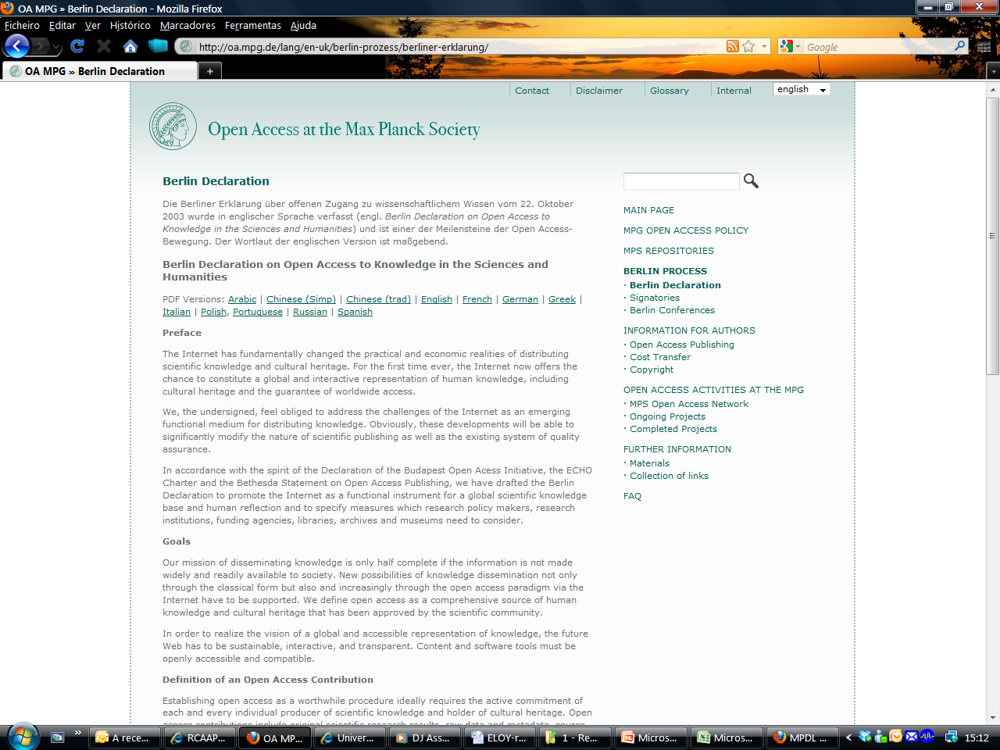 OA MPG » Berlin Declaration - Mozilla Firefox
Ficheiro Editar Ver Histórico Marcadores Ferramentas Ajuda
http://oa.mpg.de/lang/en-uk/berlin-prozess/berliner-erklarung/
Google
OA MPG » Berlin Declaration
Contact Disclaimer Glossary Internal english
Open Access at the Max Planck Society
Berlin Declaration
Die Berliner Erklärung über offenen Zugang zu wissenschaftlichem Wissen vom 22. Oktober
2003 wurde in englischer Sprache verfasst (engl. Berlin Declaration on Open Access to
Knowledge in the Sciences and Humanities) und ist einer der Meilensteine der Open Access-
Bewegung. Der Wortlaut der englischen Version ist maßgebend.
Berlin Declaration on Open Access to Knowledge in the Sciences and
Humanities
PDF Versions: Arabic | Chinese (Simp) | Chinese (trad) | English | French | German | Greek |
Italian | Polish, Portuguese | Russian | Spanish
Preface
The Internet has fundamentally changed the practical and economic realities of distributing
scientific knowledge and cultural heritage. For the first time ever, the Internet now offers the
chance to constitute a global and interactive representation of human knowledge, including
cultural heritage and the guarantee of worldwide access.
We, the undersigned, feel obliged to address the challenges of the Internet as an emerging
functional medium for distributing knowledge. Obviously, these developments will be able to
significantly modify the nature of scientific publishing as well as the existing system of quality
assurance.
In accordance with the spirit of the Declaration of the Budapest Open Acess Initiative, the ECHO
Charter and the Bethesda Statement on Open Access Publishing, we have drafted the Berlin
Declaration to promote the Internet as a functional instrument for a global scientific knowledge
base and human reflection and to specify measures which research policy makers, research
institutions, funding agencies, libraries, archives and museums need to consider.
Goals
Our mission of disseminating knowledge is only half complete if the information is not made
widely and readily available to society. New possibilities of knowledge dissemination not only
through the classical form but also and increasingly through the open access paradigm via the
Internet have to be supported. We define open access as a comprehensive source of human
knowledge and cultural heritage that has been approved by the scientific community.
In order to realize the vision of a global and accessible representation of knowledge, the future
Web has to be sustainable, interactive, and transparent. Content and software tools must be
openly accessible and compatible.
Definition of an Open Access Contribution
Establishing open access as a worthwhile procedure ideally requires the active commitment of
each and every individual producer of scientific knowledge and holder of cultural heritage. Open
access contributions include original scientific research results, raw data and metadata, source
MAIN PAGE
MPG OPEN ACCESS POLICY
MPS REPOSITORIES
BERLIN PROCESS
· Berlin Declaration
· Signatories
· Berlin Conferences
INFORMATION FOR AUTHORS
· Open Access Publishing
· Cost Transfer
· Copyright
OPEN ACCESS ACTIVITIES AT THE MPG
· MPS Open Access Network
· Ongoing Projects
· Completed Projects
FURTHER INFORMATION
· Materials
· Collection of links
FAQ
A rece... RCAAP... OA MP... Univer... DJ Ass... ELOY-r... 1 - Re... Micros... Micros... MPDL ... 15:12